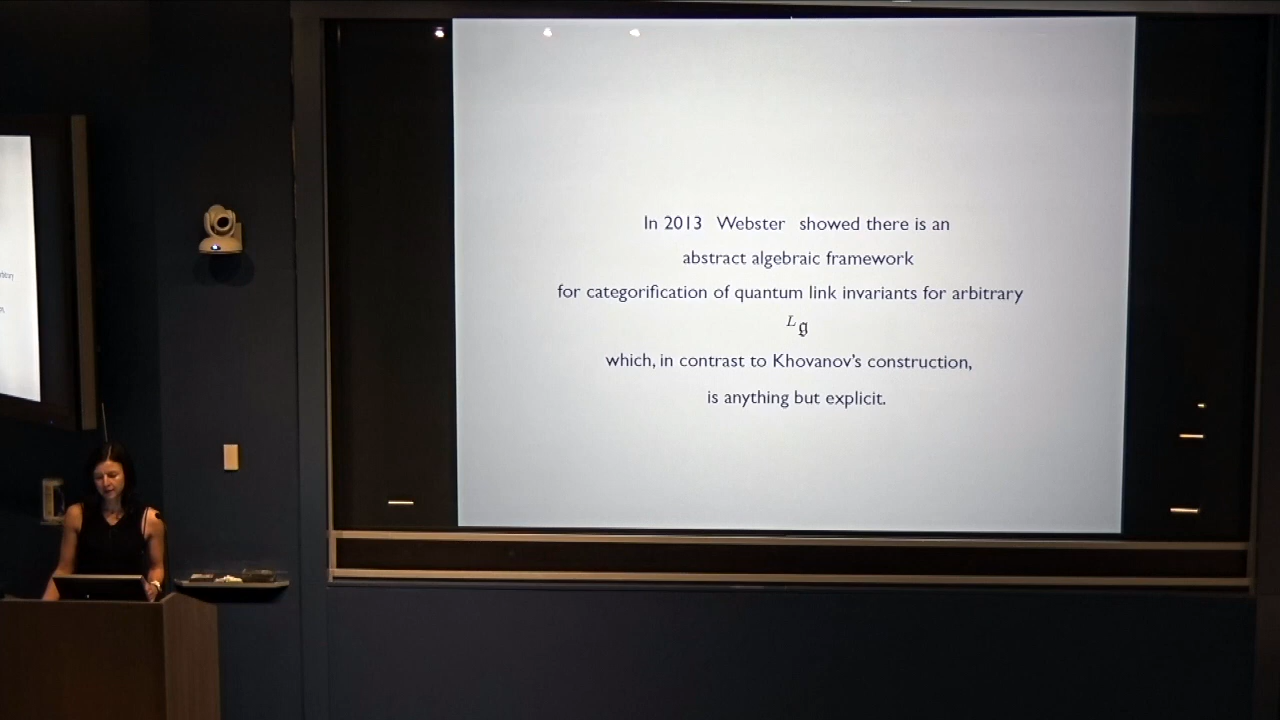 In 2013 Webster showed there is an
abstract algebraic framework
for categorification of quantum link invariants for arbitrary
ᴸ𝔤
which, in contrast to Khovanov's construction,
is anything but explicit.